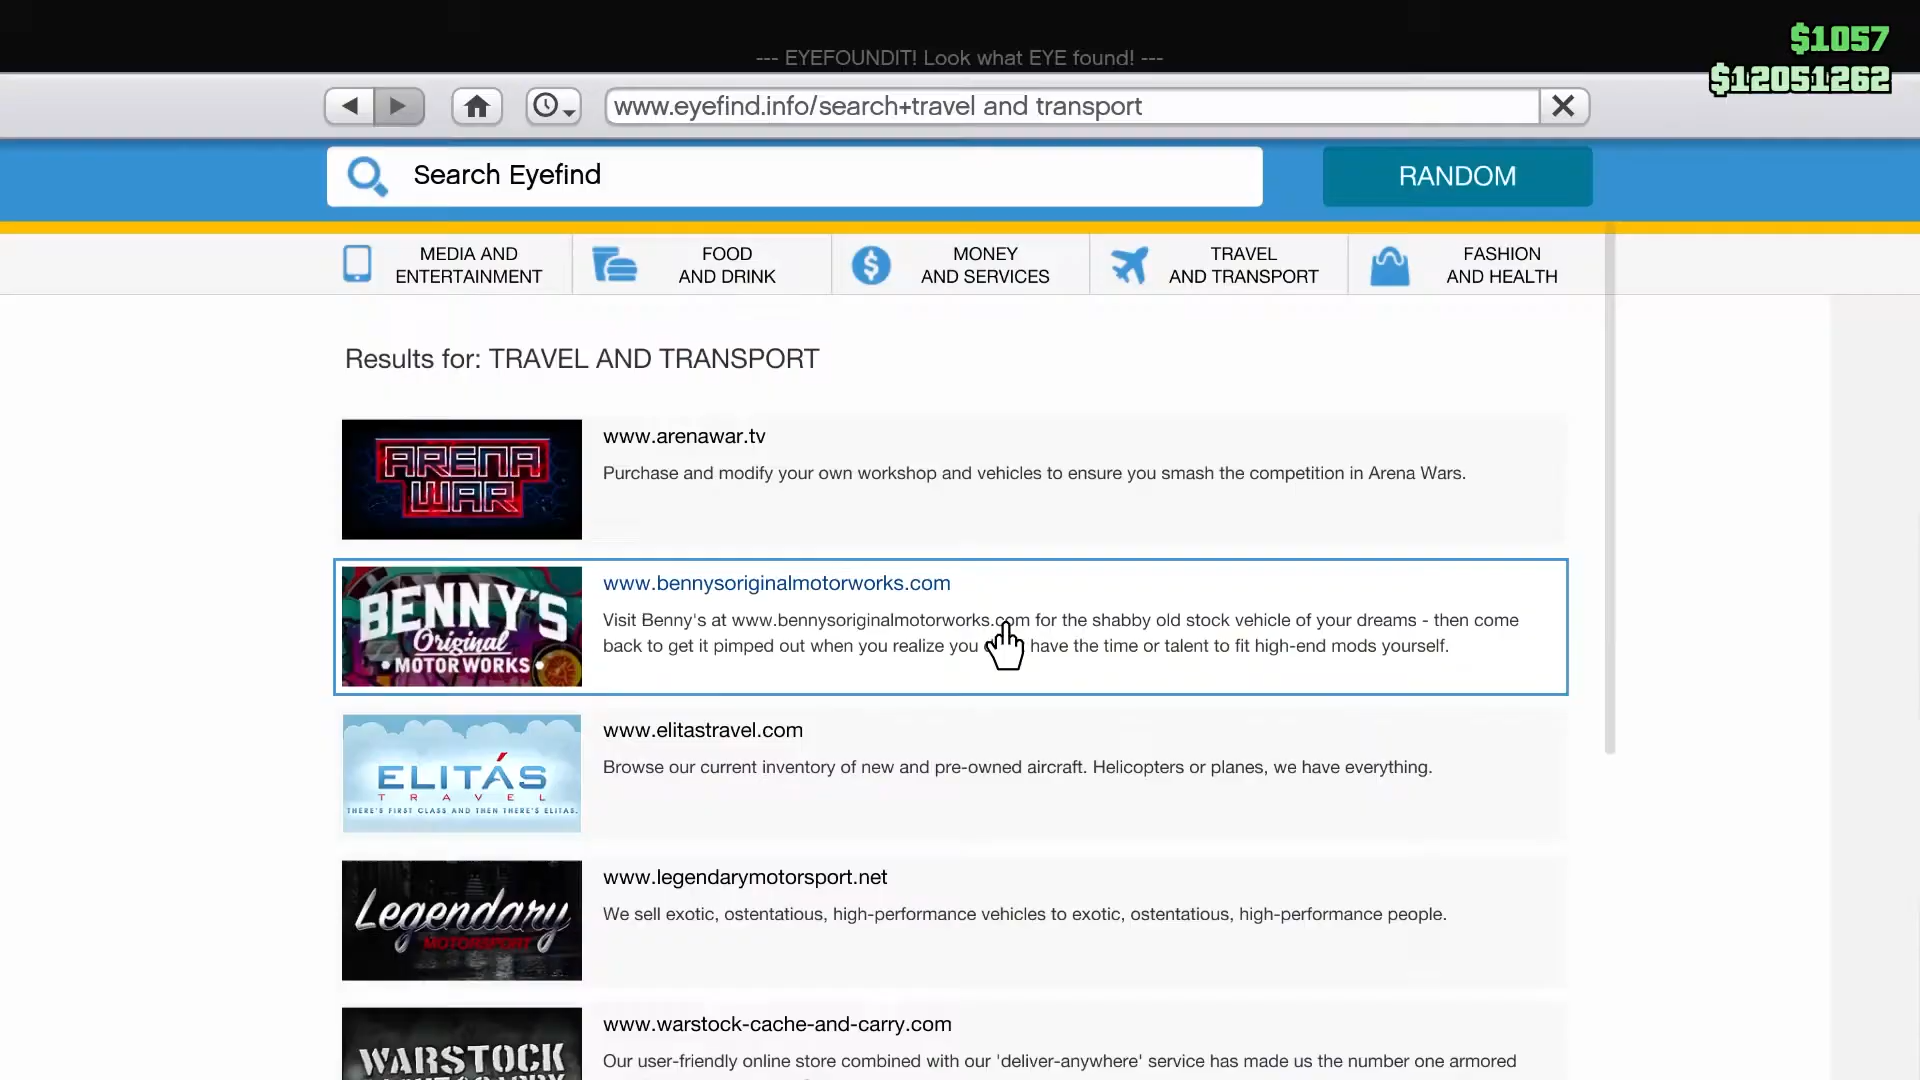 $1057
--- EYEFOUNDIT! Look what EYE found! ---
$12051262
www.eyefind.info/search+travel and transport
Search Eyefind
RANDOM
MEDIA AND
ENTERTAINMENT
FOOD
AND DRINK
MONEY
AND SERVICES
TRAVEL
AND TRANSPORT
FASHION
AND HEALTH
Results for: TRAVEL AND TRANSPORT
ARENA
WAR
www.arenawar.tv
Purchase and modify your own workshop and vehicles to ensure you smash the competition in Arena Wars.
BENNY'S
Original
MOTOR WORKS
www.bennysoriginalmotorworks.com
Visit Benny's at www.bennysoriginalmotorworks.com for the shabby old stock vehicle of your dreams - then come
back to get it pimped out when you realize you have the time or talent to fit high-end mods yourself.
ELITÁS
TRAVEL
THERE'S FIRST CLASS AND THEN THERE'S ELITAS.
www.elitastravel.com
Browse our current inventory of new and pre-owned aircraft. Helicopters or planes, we have everything.
Legendary
MOTORSPORT
www.legendarymotorsport.net
We sell exotic, ostentatious, high-performance vehicles to exotic, ostentatious, high-performance people.
WARSTOCK
www.warstock-cache-and-carry.com
Our user-friendly online store combined with our 'deliver-anywhere' service has made us the number one armored